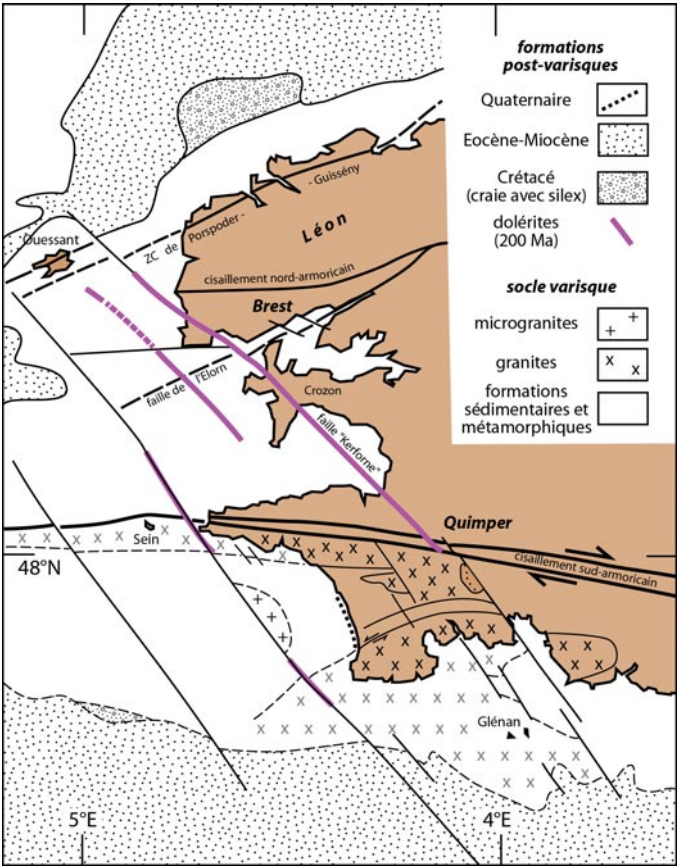 formations
post-varisques
Quaternaire
Eocène-Miocène
Crétacé
(craie avec silex)
dolérites
(200 Ma)
socle varisque
microgranites
granites
formations
sédimentaires et
métamorphiques
- Guissény
ZC de Porspoder -
Léon
Ouessant
cisaillement nord-armoricain
Brest
faille de l'Elorn
Crozon
faille "Kerforne"
Quimper
Sein
cisaillement sud-armoricain
48°N
Glénan
5°E
4°E